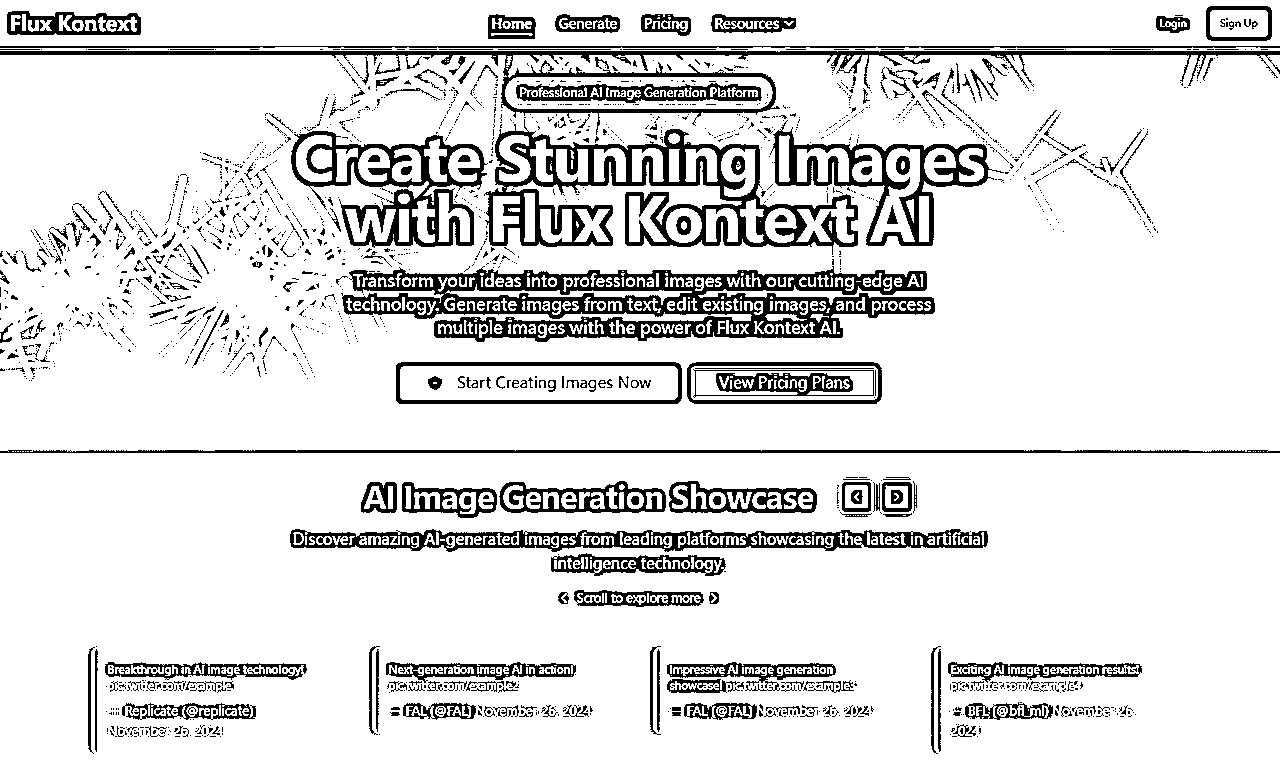 Flux Kontext
Home Generate Pricing Resources
Login Sign Up
Professional AI Image Generation Platform
Create Stunning Images
with Flux Kontext AI
Transform your ideas into professional images with our cutting-edge AI
technology. Generate images from text, edit existing images, and process
multiple images with the power of Flux Kontext AI.
Start Creating Images Now View Pricing Plans
AI Image Generation Showcase
Discover amazing AI-generated images from leading platforms showcasing the latest in artificial
intelligence technology.
Scroll to explore more
Breakthrough in AI image technology!
pic.twitter.com/example1
— Replicate (@replicate)
November 26, 2024
Next-generation image AI in action!
pic.twitter.com/example2
— FAL (@FAL) November 26, 2024
Impressive AI image generation
showcase! pic.twitter.com/example3
— FAL (@FAL) November 26, 2024
Exciting AI image generation results!
pic.twitter.com/example4
— BFL (@bfl_ml) November 26,
2024